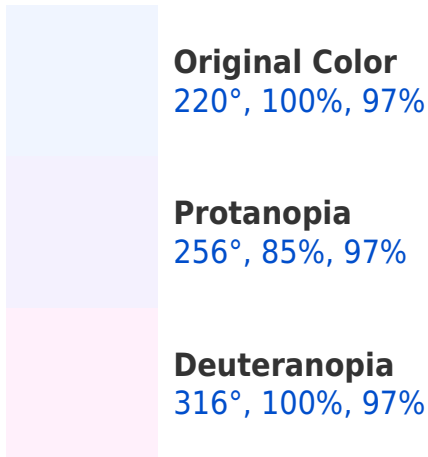 Original Color
220°, 100%, 97%
Protanopia
256°, 85%, 97%
Deuteranopia
316°, 100%, 97%